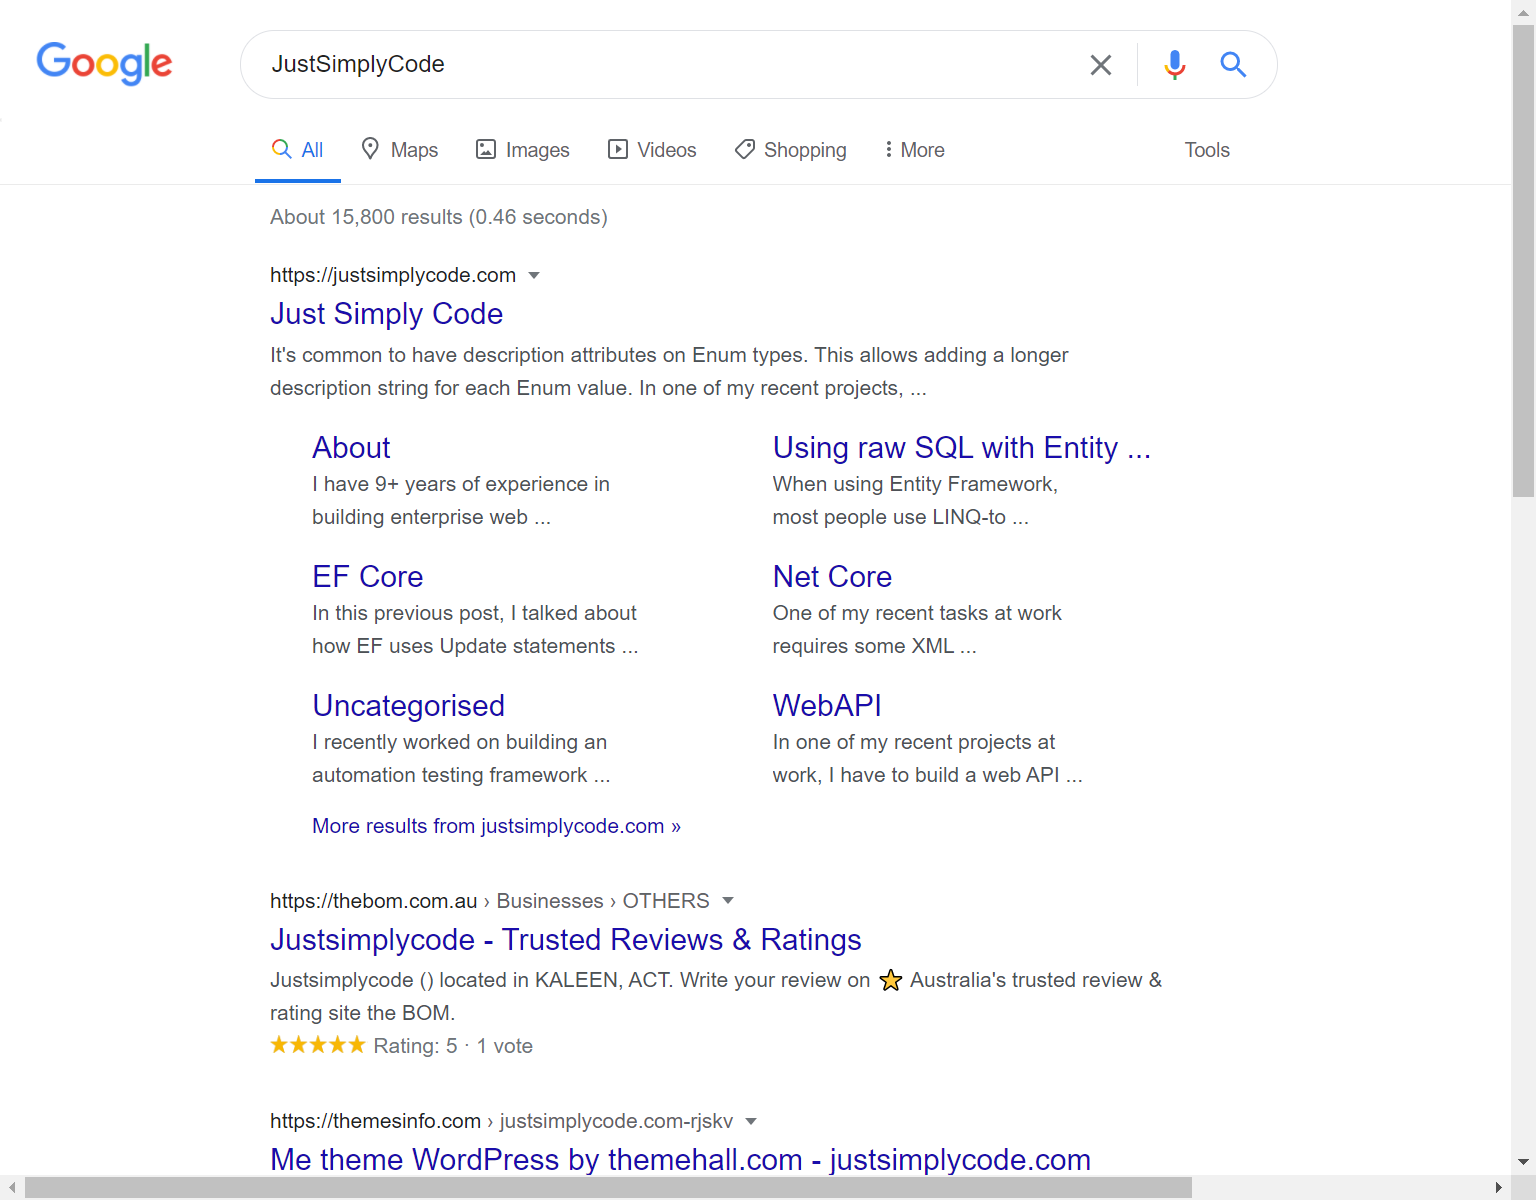 Google
JustSimplyCode
All Maps Images Videos Shopping More Tools
About 15,800 results (0.46 seconds)
https://justsimplycode.com
Just Simply Code
It's common to have description attributes on Enum types. This allows adding a longer
description string for each Enum value. In one of my recent projects, ...
About
I have 9+ years of experience in
building enterprise web ...
Using raw SQL with Entity ...
When using Entity Framework,
most people use LINQ-to ...
EF Core
In this previous post, I talked about
how EF uses Update statements ...
Net Core
One of my recent tasks at work
requires some XML ...
Uncategorised
I recently worked on building an
automation testing framework ...
WebAPI
In one of my recent projects at
work, I have to build a web API ...
More results from justsimplycode.com »
https://thebom.com.au › Businesses › OTHERS
Justsimplycode - Trusted Reviews & Ratings
Justsimplycode () located in KALEEN, ACT. Write your review on ⭐ Australia's trusted review &
rating site the BOM.
★★★★★ Rating: 5 · 1 vote
https://themesinfo.com › justsimplycode.com-rjskv
Me theme WordPress by themehall.com - justsimplycode.com